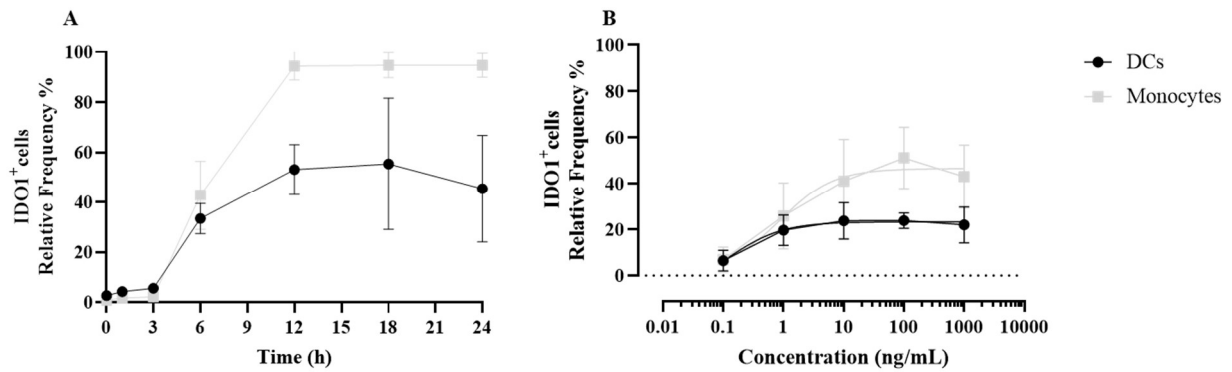 A
IDO1⁺cells
Relative Frequency %
100
80
60
40
20
0
0 1 3 6 9 12 15 18 21 24
Time (h)
B
IDO1⁺cells
Relative Frequency %
100
80
60
40
20
0
0.01 0.1 1 10 100 1000 10000
Concentration (ng/mL)
DCs
Monocytes